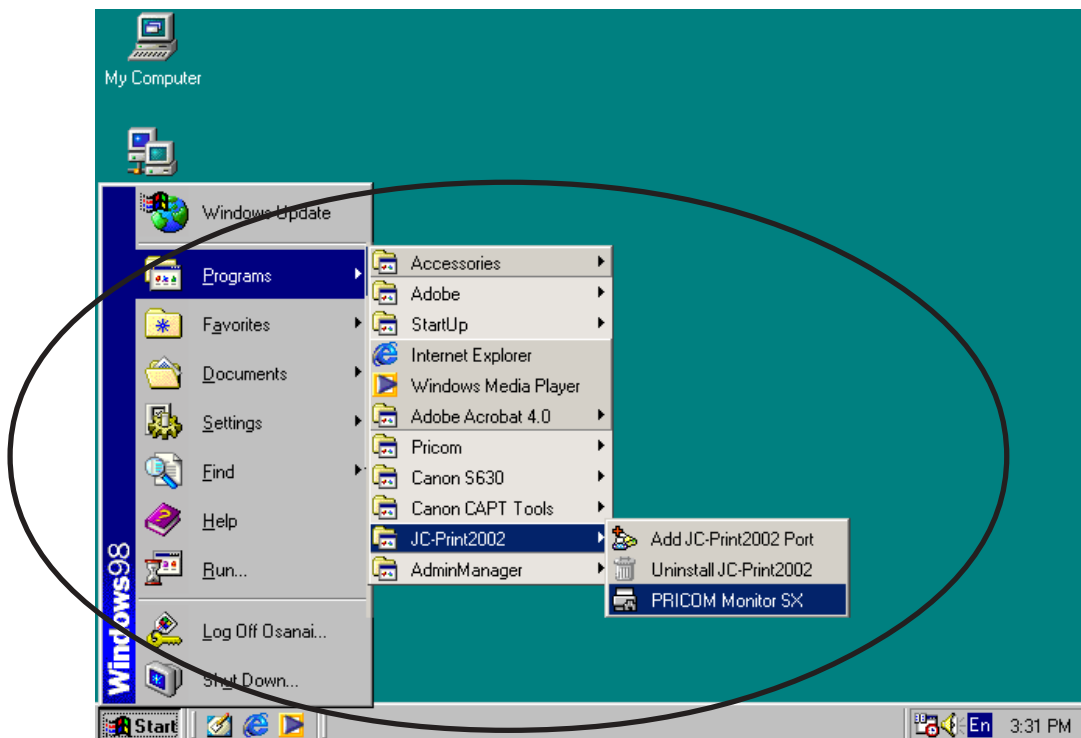 My Computer
Windows Update
Programs
Favorites
Documents
Settings
Find
Help
Run...
Log Off Osanai...
Shut Down...
Windows98
Accessories
Adobe
StartUp
Internet Explorer
Windows Media Player
Adobe Acrobat 4.0
Pricom
Canon S630
Canon CAPT Tools
JC-Print2002
AdminManager
Add JC-Print2002 Port
Uninstall JC-Print2002
PRICOM Monitor SX
Start
En
3:31 PM